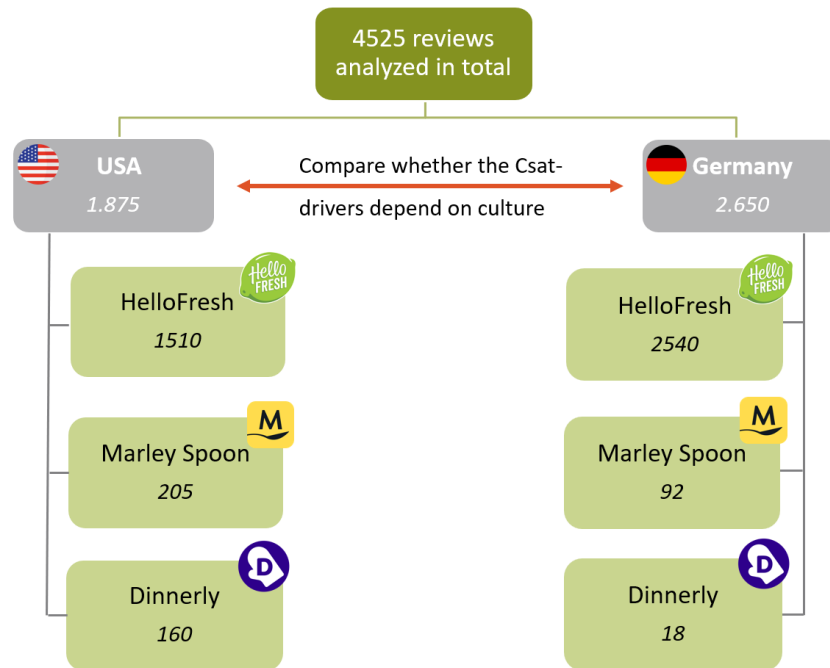 4525 reviews
analyzed in total
USA
1.875
Compare whether the Csat-
drivers depend on culture
Germany
2.650
Hello
FRESH
HelloFresh
1510
Hello
FRESH
HelloFresh
2540
M
Marley Spoon
205
M
Marley Spoon
92
D
Dinnerly
160
D
Dinnerly
18